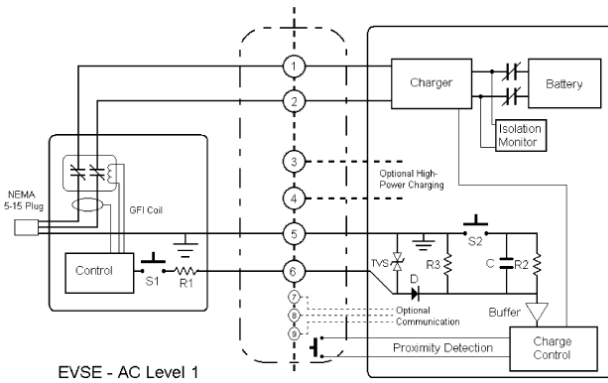 1
Charger
Battery
2
Isolation
Monitor
3
Optional High-
Power Charging
NEMA
5-15 Plug
GFI Coil
4
5
S2
Control
S1
R1
6
TVS
R3
C
R2
D
7
8
9
Optional
Communication
Buffer
Proximity Detection
Charge
Control
EVSE - AC Level 1